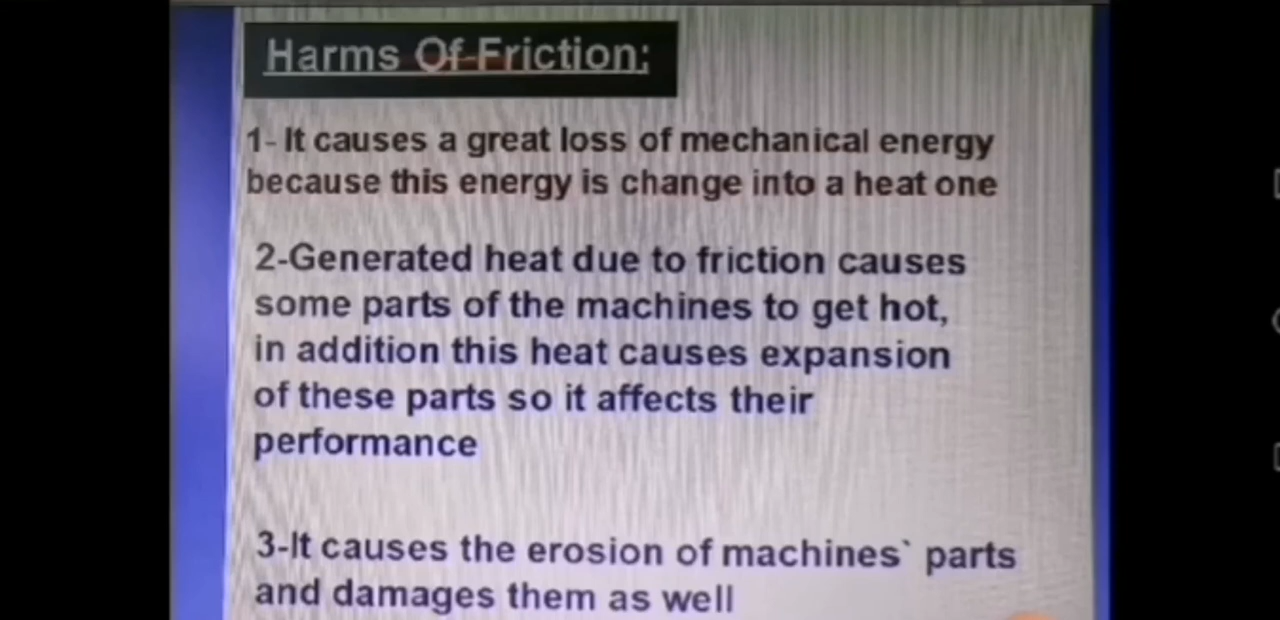 Harms Of Friction:
1- It causes a great loss of mechanical energy
because this energy is change into a heat one
2-Generated heat due to friction causes
some parts of the machines to get hot,
in addition this heat causes expansion
of these parts so it affects their
performance
3-It causes the erosion of machines` parts
and damages them as well